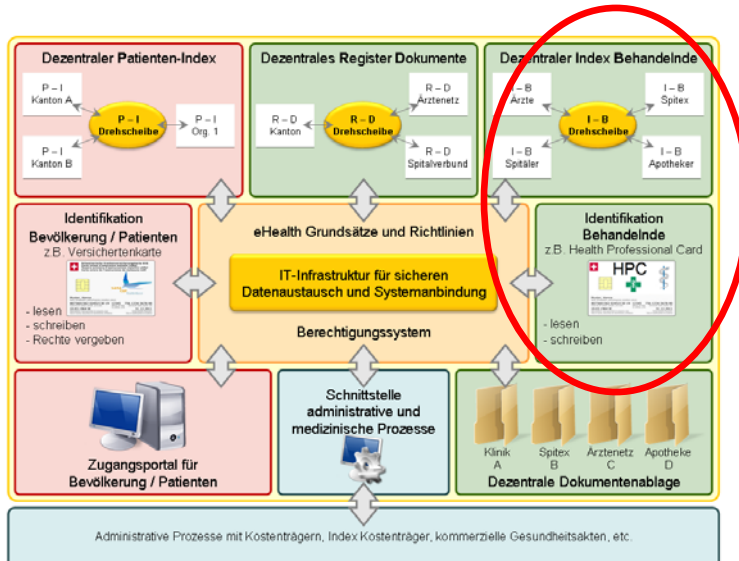 Dezentraler Patienten-Index
P – I
Kanton A
P – I
Drehscheibe
P – I
Org. 1
P – I
Kanton B
Dezentrales Register Dokumente
R – D
Kanton
R – D
Drehscheibe
R – D
Ärztenetz
R – D
Spitalverbund
Dezentraler Index Behandelnde
I – B
Ärzte
I – B
Spitex
I – B
Drehscheibe
I – B
Spitäler
I – B
Apotheker
Identifikation
Bevölkerung / Patienten
z.B. Versichertenkarte
- lesen
- schreiben
- Rechte vergeben
eHealth Grundsätze und Richtlinien
IT-Infrastruktur für sicheren
Datenaustausch und Systemanbindung
Berechtigungssystem
Identifikation
Behandelnde
z.B. Health Professional Card
HPC
- lesen
- schreiben
Zugangsportal für
Bevölkerung / Patienten
Schnittstelle
administrative und
medizinische Prozesse
Klinik
A
Spitex
B
Ärztenetz
C
Apotheke
D
Dezentrale Dokumentenablage
Administrative Prozesse mit Kostenträgern, Index Kostenträger, kommerzielle Gesundheitsakten, etc.